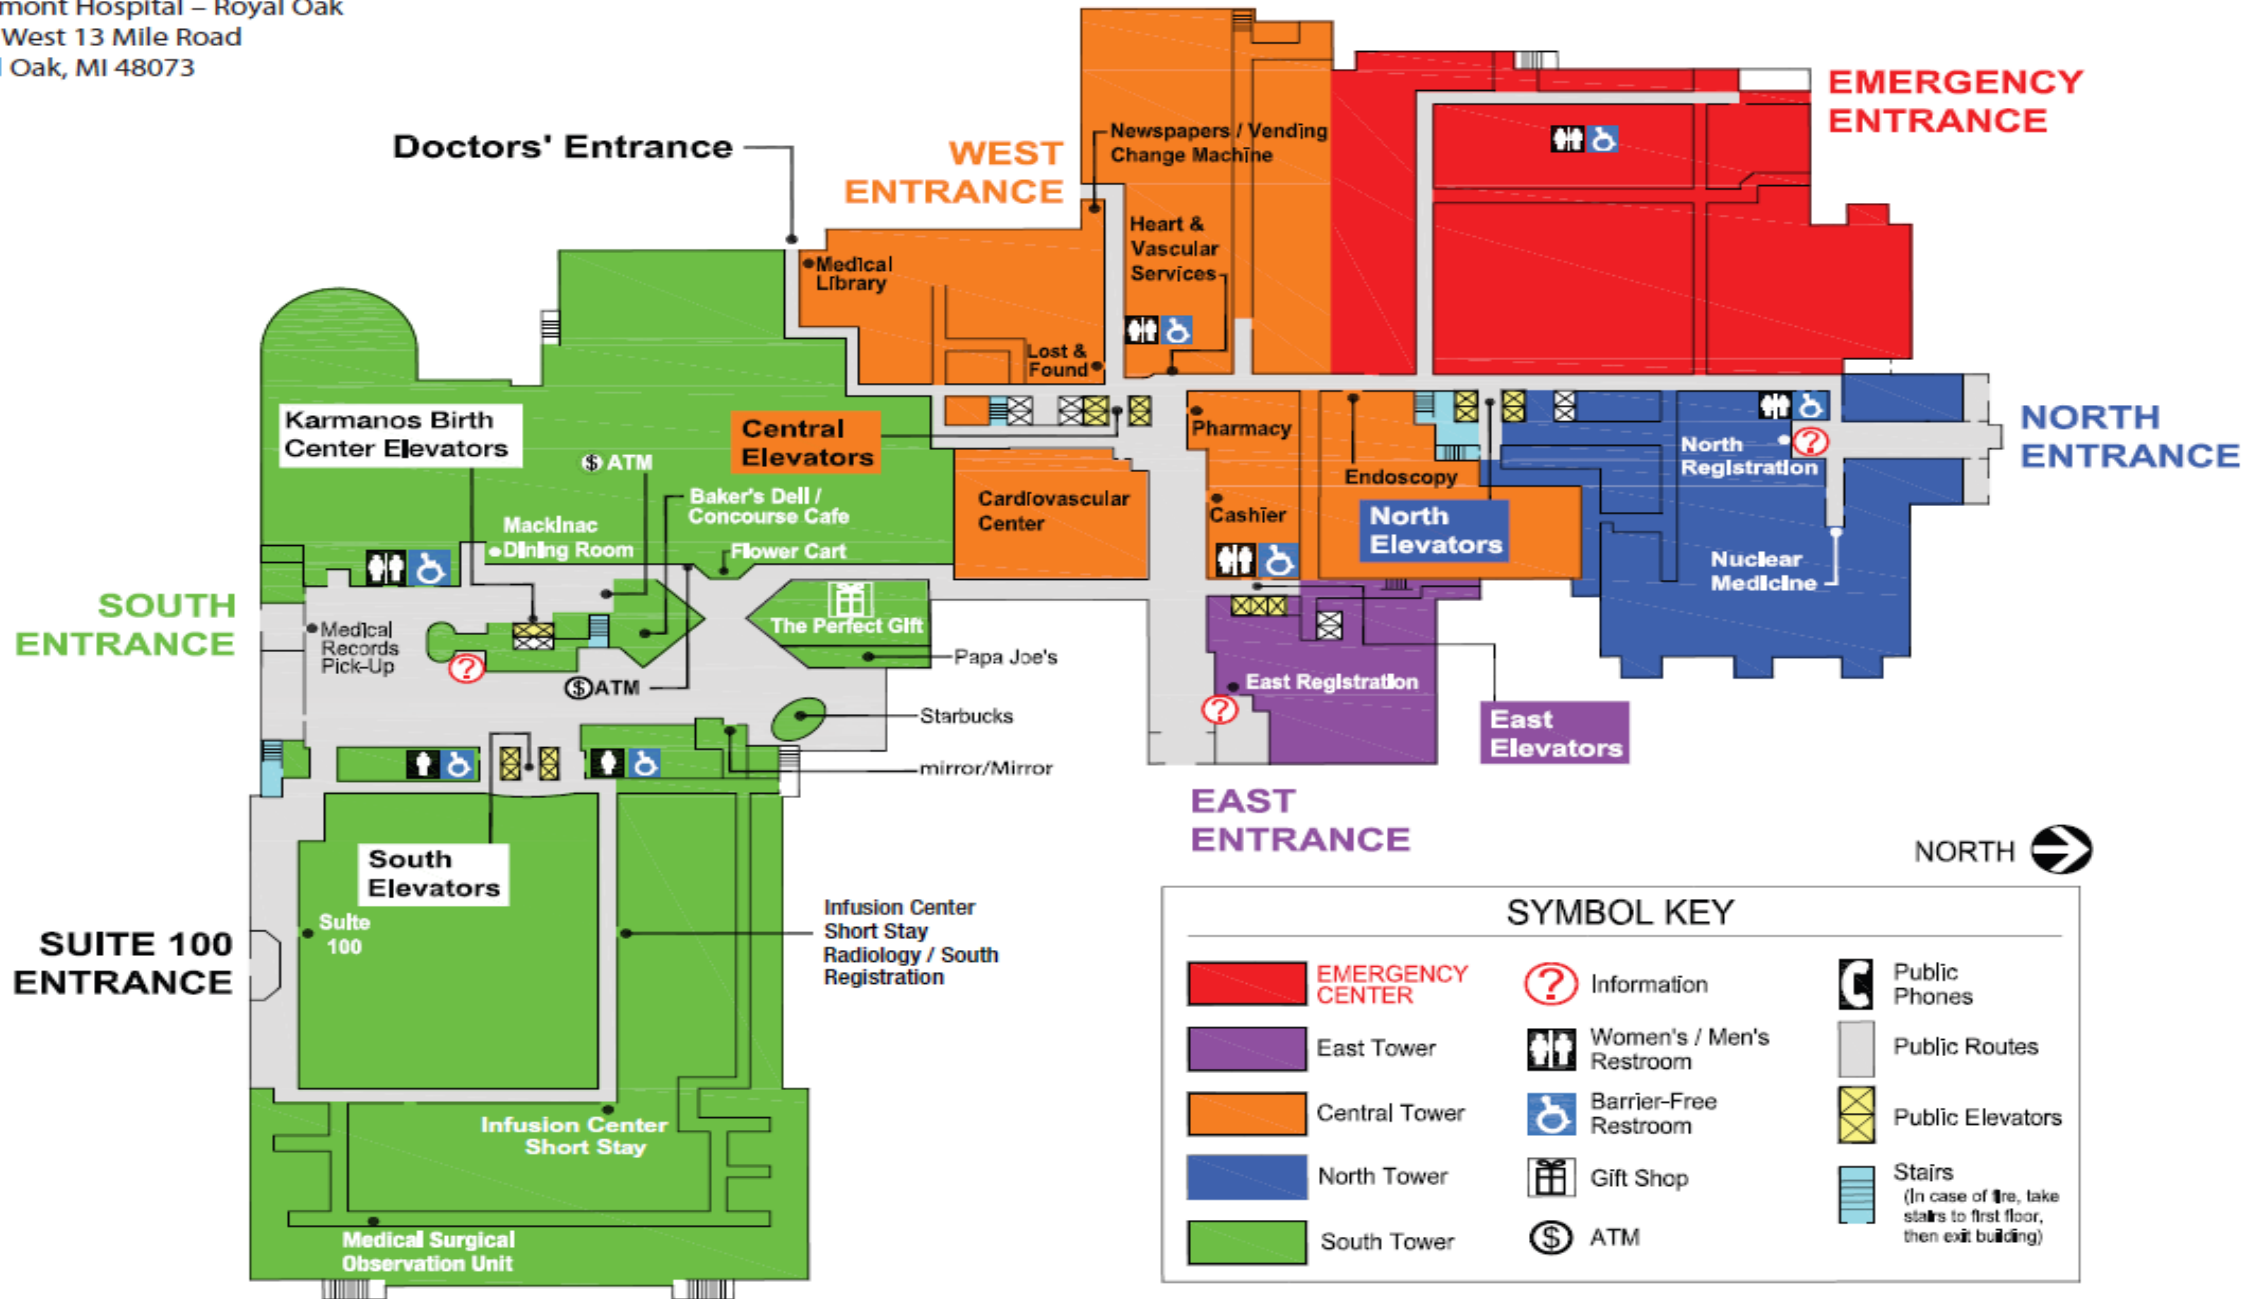 mont Hospital – Royal Oak
West 13 Mile Road
Oak, MI 48073
Doctors' Entrance
WEST
ENTRANCE
Newspapers / Vending
Change Machine
EMERGENCY
ENTRANCE
Heart &
Vascular
Services
Medical
Library
Lost &
Found
Karmanos Birth
Center Elevators
Central
Elevators
Pharmacy
Endoscopy
North
Registration
?
NORTH
ENTRANCE
$ ATM
Baker's Deli /
Concourse Cafe
Mackinac
Dining Room
Flower Cart
Cardiovascular
Center
Cashier
North
Elevators
Nuclear
Medicine
SOUTH
ENTRANCE
Medical
Records
Pick-Up
?
The Perfect Gift
Papa Joe's
$ ATM
Starbucks
mirror/Mirror
East Registration
?
East
Elevators
EAST
ENTRANCE
South
Elevators
Suite
100
SUITE 100
ENTRANCE
Infusion Center
Short Stay
Radiology / South
Registration
Infusion Center
Short Stay
Medical Surgical
Observation Unit
NORTH
SYMBOL KEY
EMERGENCY
CENTER
East Tower
Central Tower
North Tower
South Tower
? Information
Women's / Men's
Restroom
Barrier-Free
Restroom
Gift Shop
$ ATM
Public
Phones
Public Routes
Public Elevators
Stairs
(In case of fire, take
stairs to first floor,
then exit building)